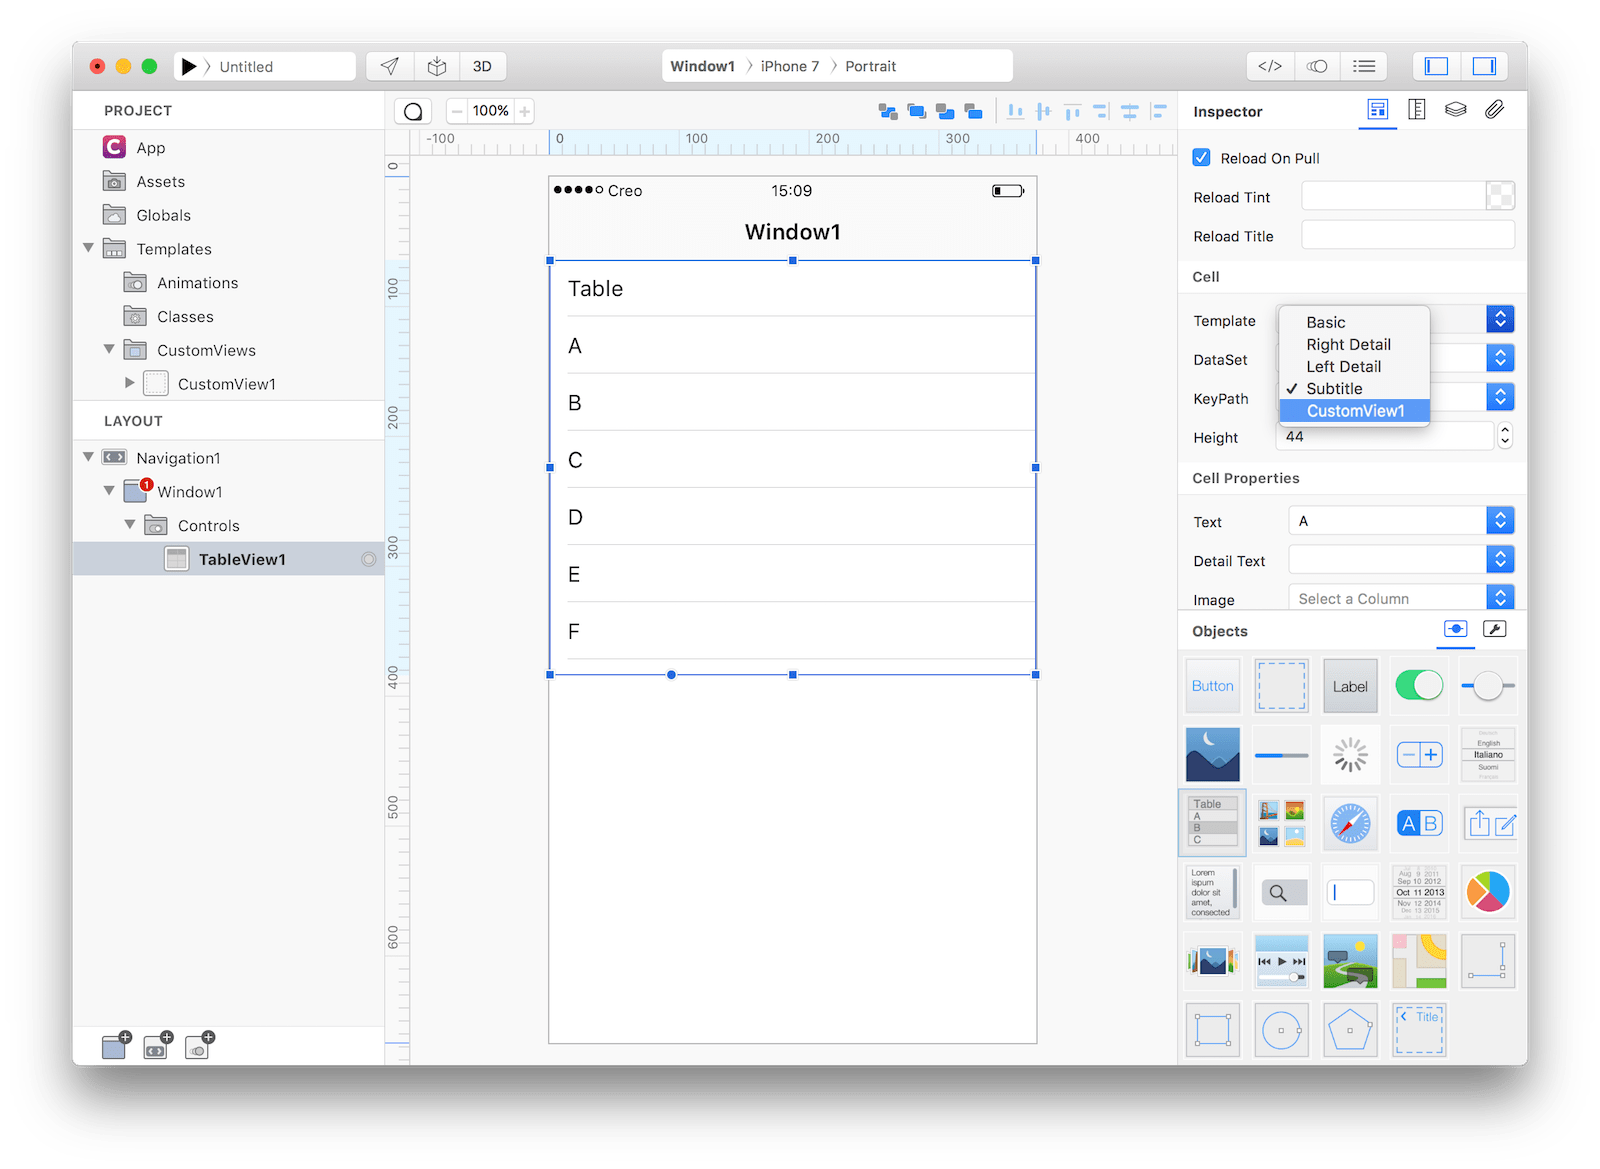 Untitled
3D
Window1 iPhone 7 Portrait
</>
PROJECT
App
Assets
Globals
Templates
Animations
Classes
CustomViews
CustomView1
LAYOUT
Navigation1
1
Window1
Controls
TableView1
100%
-100 0 100 200 300 400
0
100
200
300
400
500
600
Creo 15:09
Window1
Table
A
B
C
D
E
F
Inspector
Reload On Pull
Reload Tint
Reload Title
Cell
Template
DataSet
KeyPath
Basic
Right Detail
Left Detail
✓ Subtitle
CustomView1
Height 44
Cell Properties
Text A
Detail Text
Image Select a Column
Objects
Button
Label
English
Italiano
Suomi
Table
A
B
C
A B
Lorem
ispum
dolor sit
amet,
consected
Aug 9 2011
Sep 10 2012
Oct 11 2013
Nov 12 2014
Dec 13 2015
Title